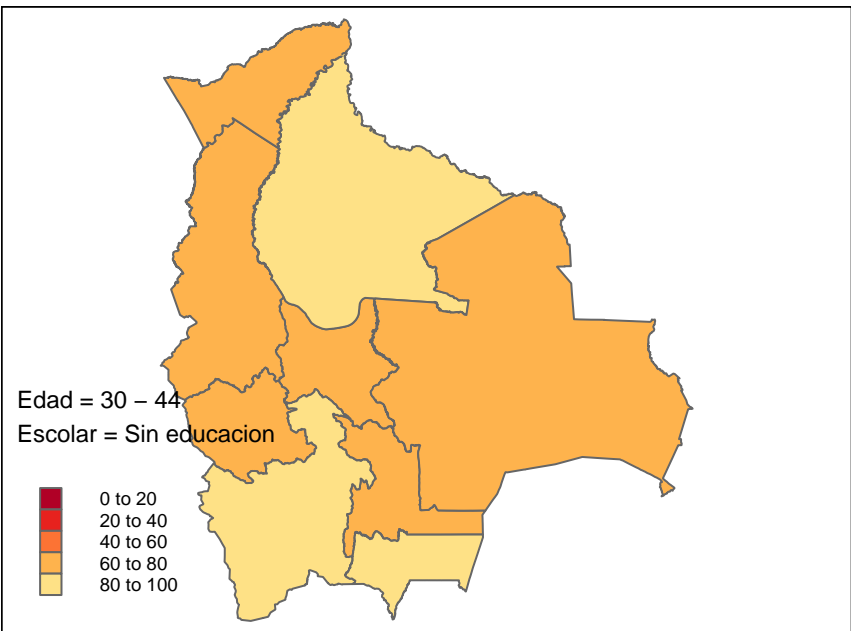 Edad = 30 – 44
Escolar = Sin educacion
0 to 20
20 to 40
40 to 60
60 to 80
80 to 100